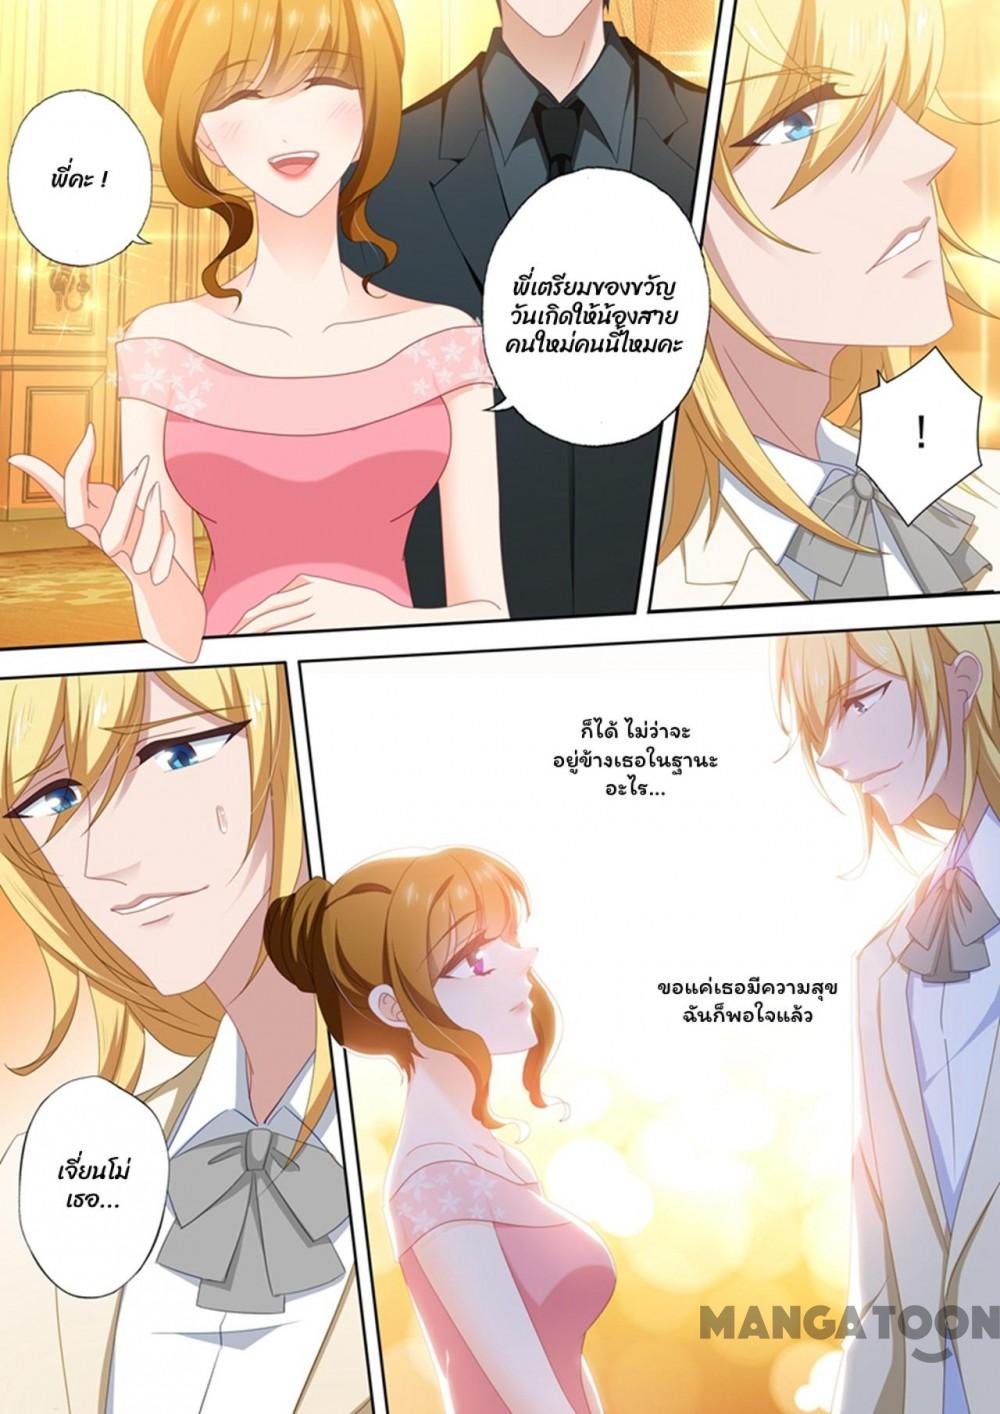 พี่คะ !
พี่เตรียมของขวัญ
วันเกิดให้น้องสาย
คนใหม่คนนี้ไหมคะ
!
ก็ได้ ไม่ว่าจะ
อยู่ข้างเธอในฐานะ
อะไร...
ขอแค่เธอมีความสุข
ฉันก็พอใจแล้ว
เจี่ยนโม่
เธอ...
MANGATOON